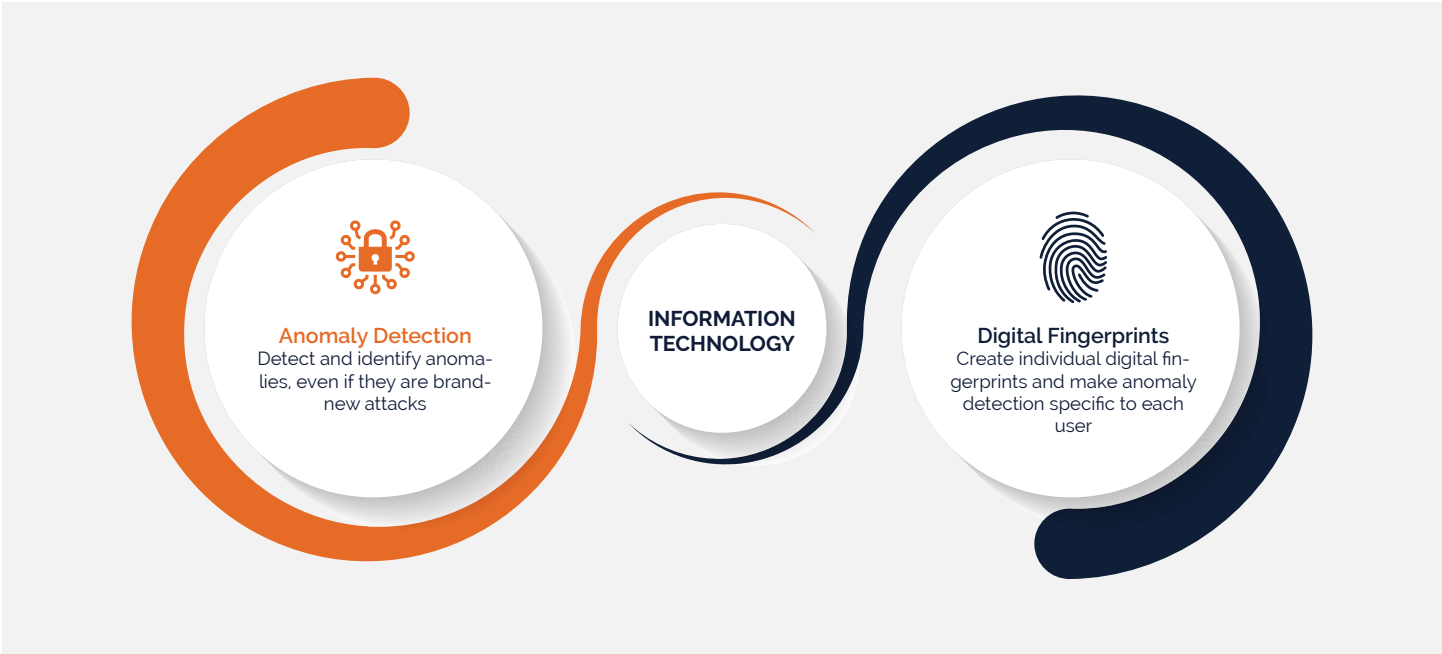 Anomaly Detection
Detect and identify anoma-
lies, even if they are brand-
new attacks
INFORMATION
TECHNOLOGY
Digital Fingerprints
Create individual digital fin-
gerprints and make anomaly
detection specific to each
user